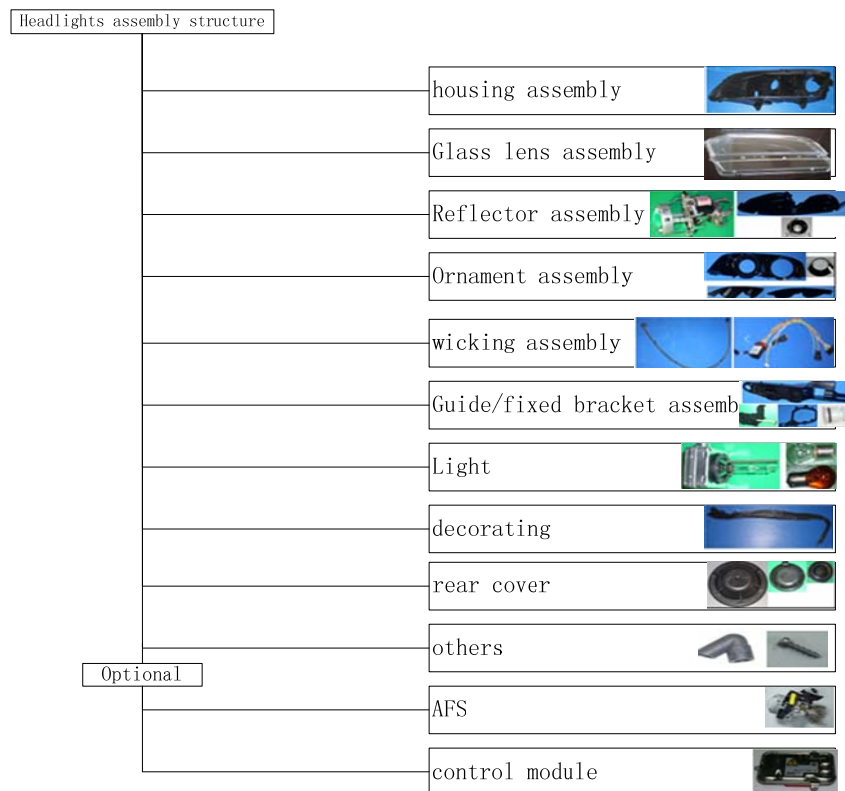 Headlights assembly structure
housing assembly
Glass lens assembly
Reflector assembly
Ornament assembly
wicking assembly
Guide/fixed bracket assemb
Light
decorating
rear cover
others
Optional
AFS
control module